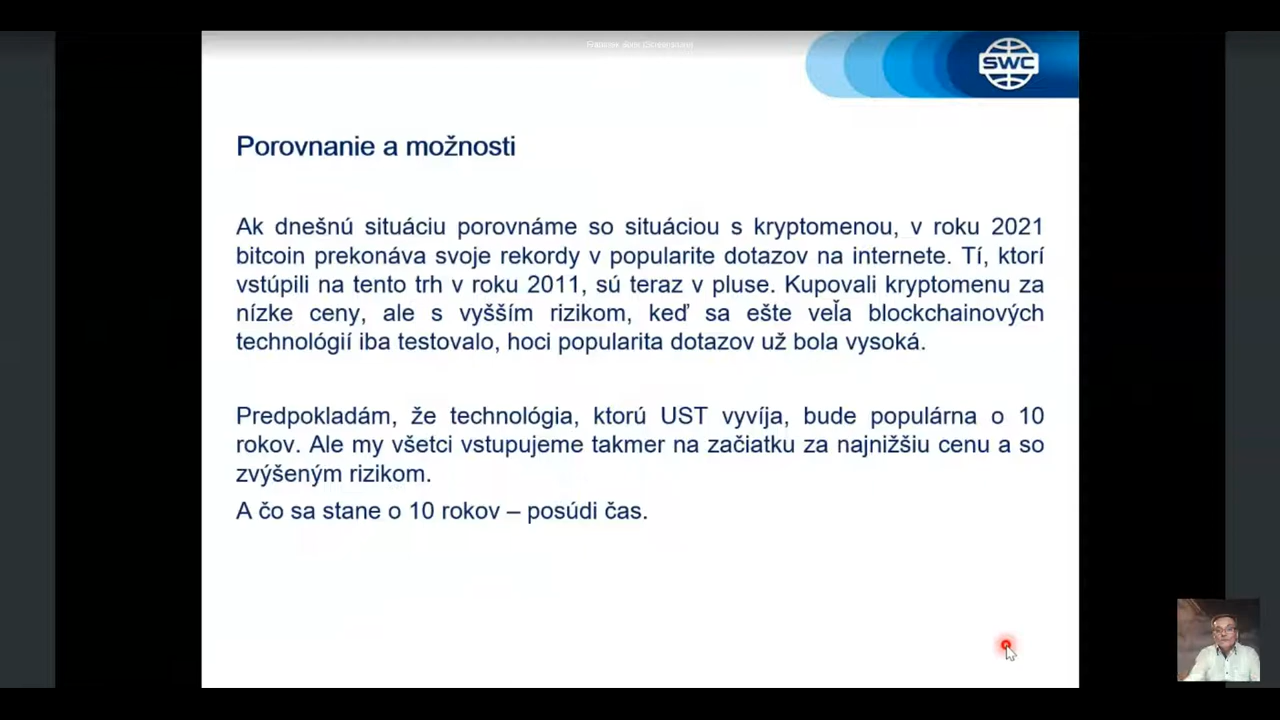 SWC
Porovnanie a možnosti
Ak dnešnú situáciu porovnáme so situáciou s kryptomenou, v roku 2021
bitcoin prekonáva svoje rekordy v popularite dotazov na internete. Tí, ktorí
vstúpili na tento trh v roku 2011, sú teraz v pluse. Kupovali kryptomenu za
nízke ceny, ale s vyšším rizikom, keď sa ešte veľa blockchainových
technológií iba testovalo, hoci popularita dotazov už bola vysoká.
Predpokladám, že technológia, ktorú UST vyvíja, bude populárna o 10
rokov. Ale my všetci vstupujeme takmer na začiatku za najnižšiu cenu a so
zvýšeným rizikom.
A čo sa stane o 10 rokov – posúdi čas.